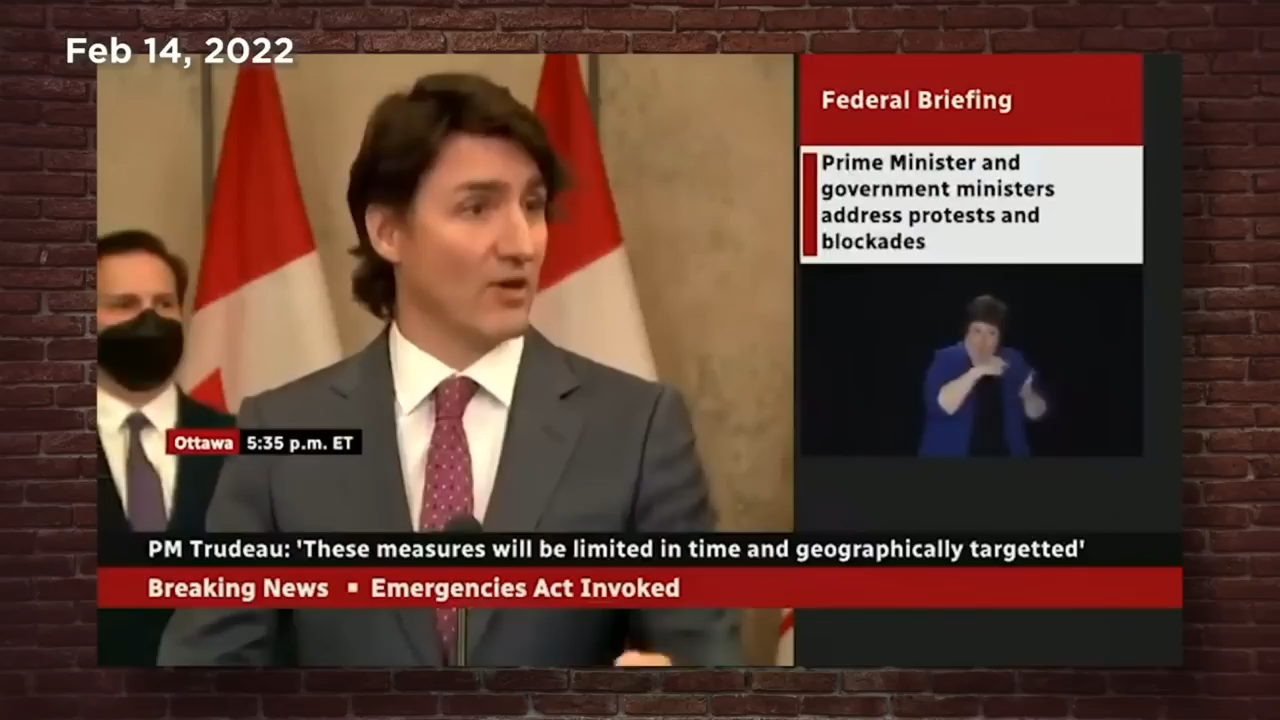 Feb 14, 2022
Federal Briefing
Prime Minister and
government ministers
address protests and
blockades
Ottawa 5:35 p.m. ET
PM Trudeau: 'These measures will be limited in time and geographically targetted'
Breaking News ▪ Emergencies Act Invoked